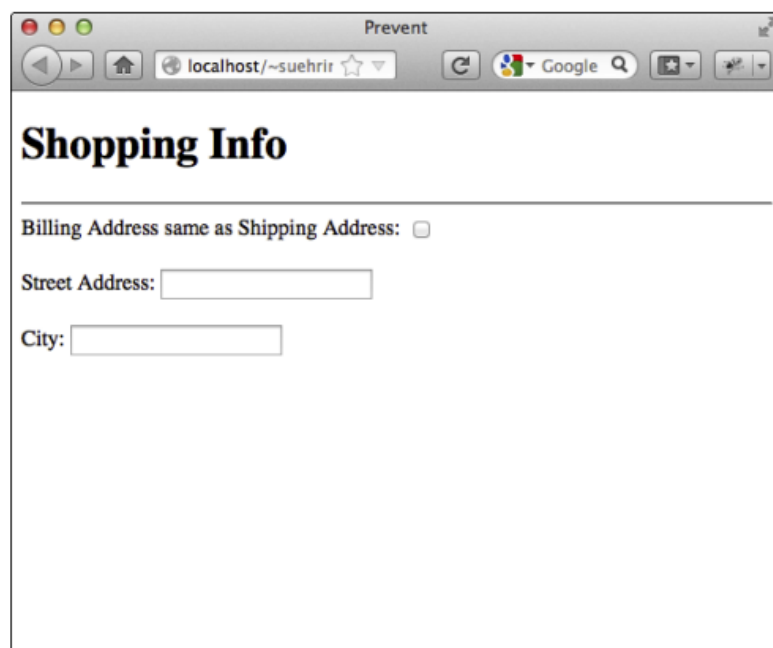 Prevent
localhost/~suehrir
Google
Shopping Info
Billing Address same as Shipping Address:
Street Address:
City: